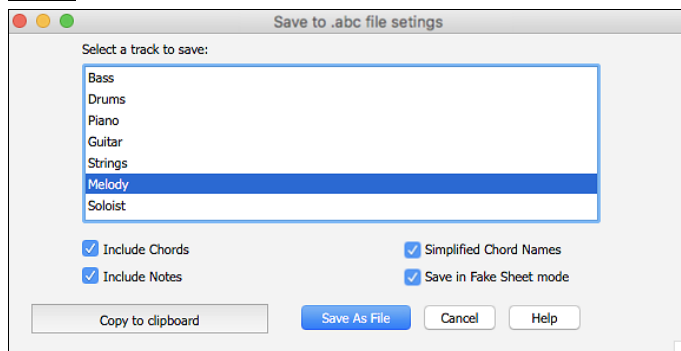 Save to .abc file setings
Select a track to save:
Bass
Drums
Piano
Guitar
Strings
Melody
Soloist
Include Chords
Simplified Chord Names
Include Notes
Save in Fake Sheet mode
Copy to clipboard
Save As File
Cancel
Help